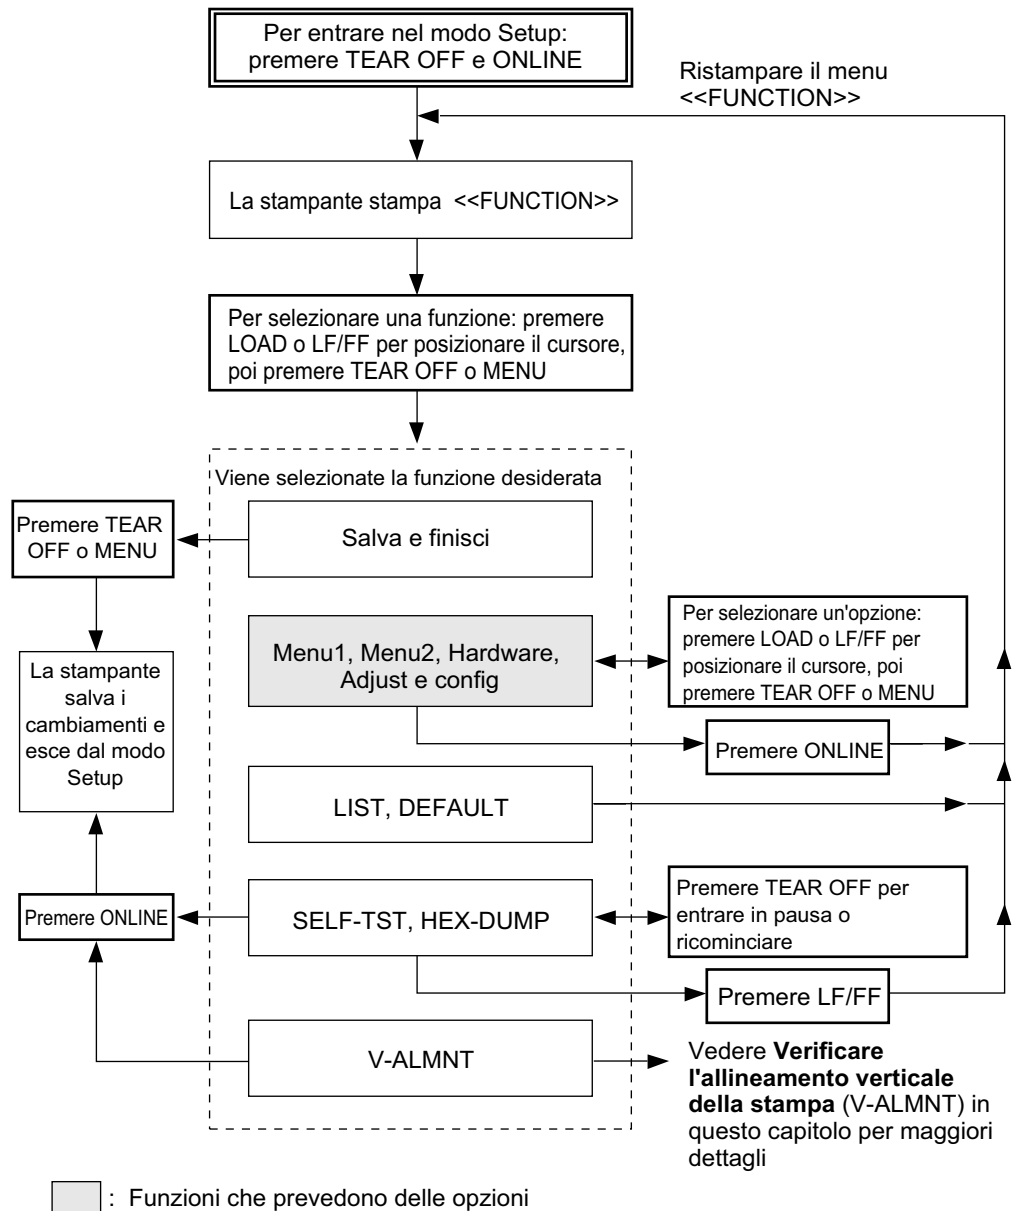 Per entrare nel modo Setup:
premere TEAR OFF e ONLINE
Ristampare il menu
<<FUNCTION>>
La stampante stampa <<FUNCTION>>
Per selezionare una funzione: premere
LOAD o LF/FF per posizionare il cursore,
poi premere TEAR OFF o MENU
Viene selezionate la funzione desiderata
Premere TEAR
OFF o MENU
Salva e finisci
Menu1, Menu2, Hardware,
Adjust e config
Per selezionare un'opzione:
premere LOAD o LF/FF per
posizionare il cursore, poi
premere TEAR OFF o MENU
La stampante
salva i
cambiamenti e
esce dal modo
Setup
Premere ONLINE
LIST, DEFAULT
Premere ONLINE
SELF-TST, HEX-DUMP
Premere TEAR OFF per
entrare in pausa o
ricominciare
Premere LF/FF
V-ALMNT
Vedere Verificare
l'allineamento verticale
della stampa (V-ALMNT) in
questo capitolo per maggiori
dettagli
: Funzioni che prevedono delle opzioni